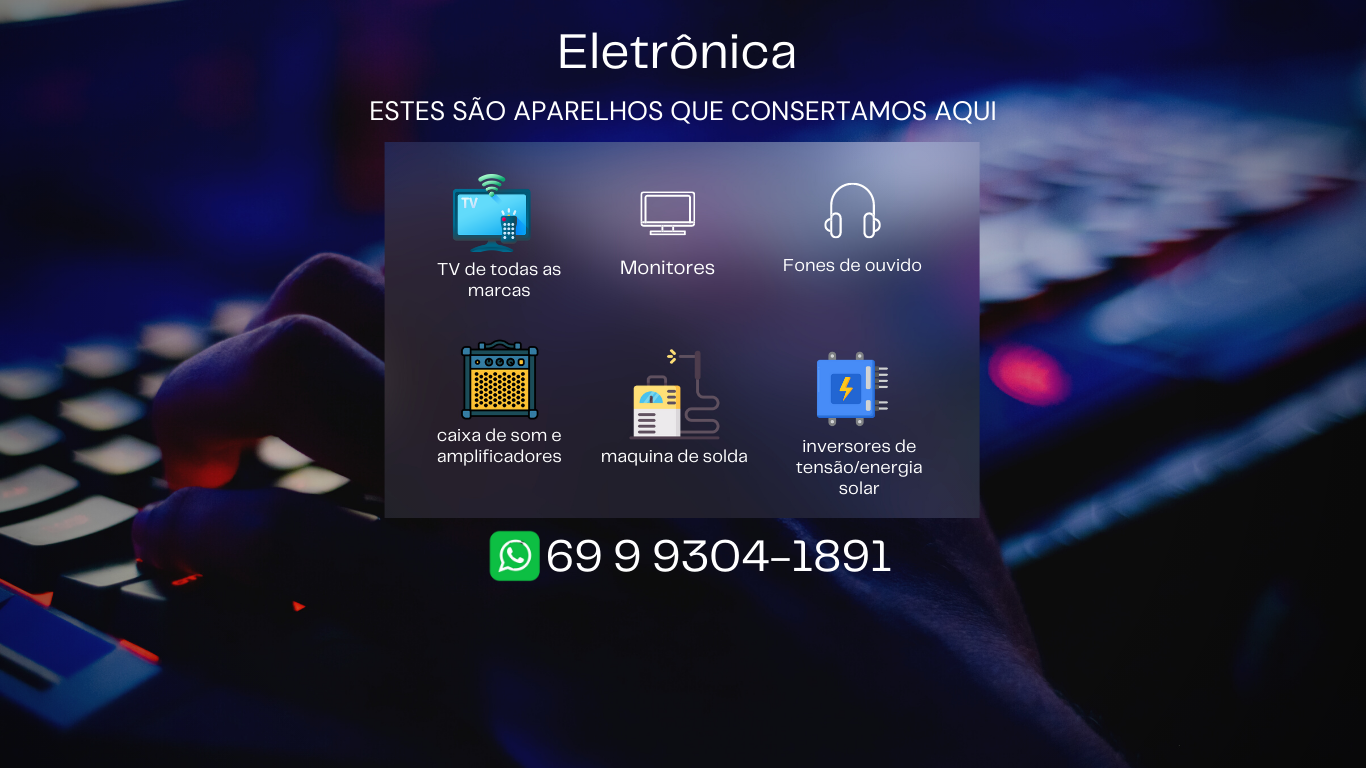 Eletrônica
ESTES SÃO APARELHOS QUE CONSERTAMOS AQUI
TV
TV de todas as
marcas
Monitores
Fones de ouvido
caixa de som e
amplificadores
maquina de solda
inversores de
tensão/energia
solar
69 9 9304-1891